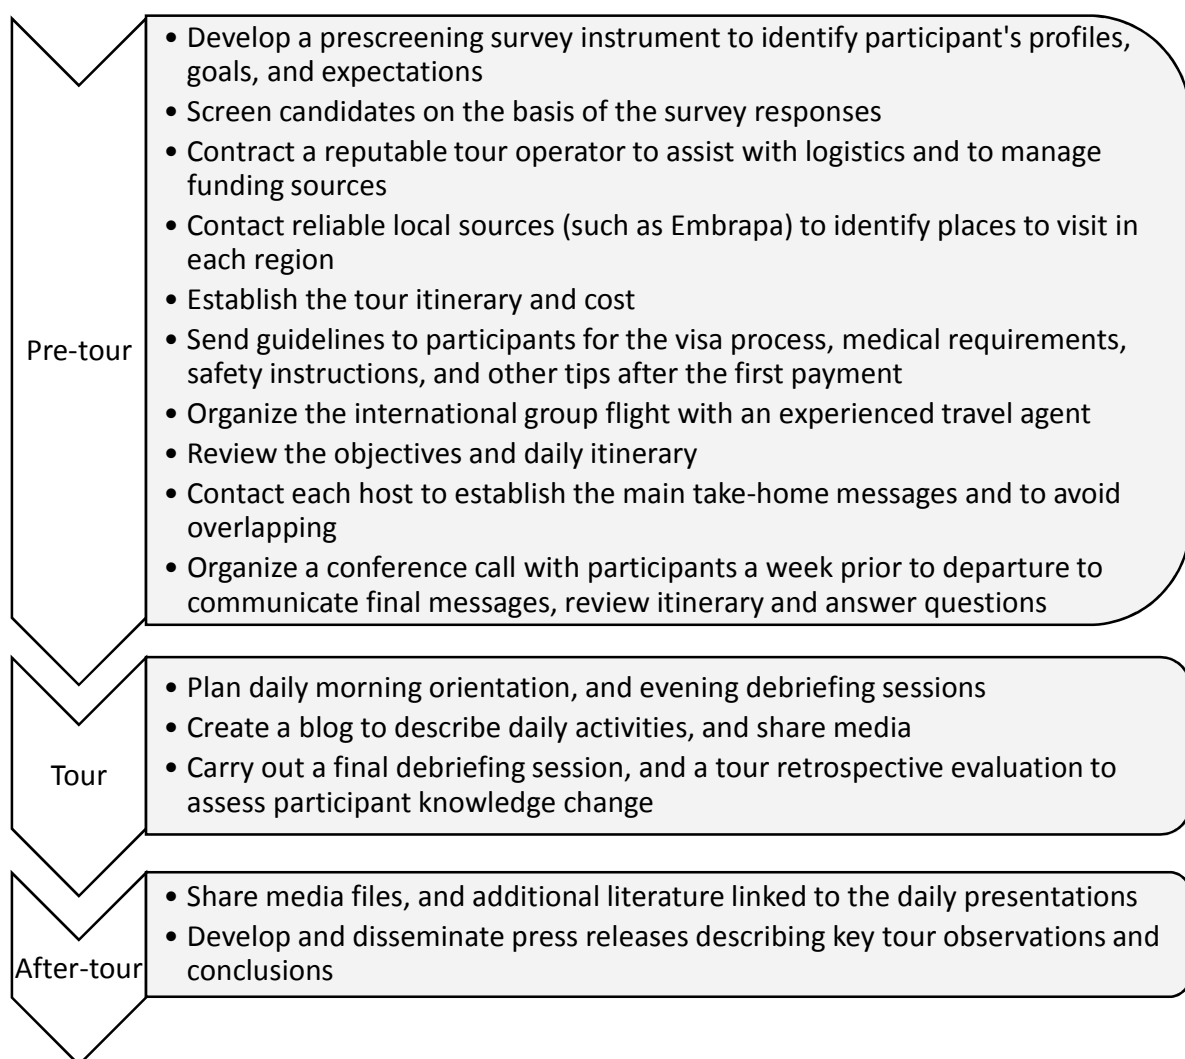 Pre-tour
• Develop a prescreening survey instrument to identify participant's profiles,
goals, and expectations
• Screen candidates on the basis of the survey responses
• Contract a reputable tour operator to assist with logistics and to manage
funding sources
• Contact reliable local sources (such as Embrapa) to identify places to visit in
each region
• Establish the tour itinerary and cost
• Send guidelines to participants for the visa process, medical requirements,
safety instructions, and other tips after the first payment
• Organize the international group flight with an experienced travel agent
• Review the objectives and daily itinerary
• Contact each host to establish the main take-home messages and to avoid
overlapping
• Organize a conference call with participants a week prior to departure to
communicate final messages, review itinerary and answer questions
Tour
• Plan daily morning orientation, and evening debriefing sessions
• Create a blog to describe daily activities, and share media
• Carry out a final debriefing session, and a tour retrospective evaluation to
assess participant knowledge change
After-tour
• Share media files, and additional literature linked to the daily presentations
• Develop and disseminate press releases describing key tour observations and
conclusions